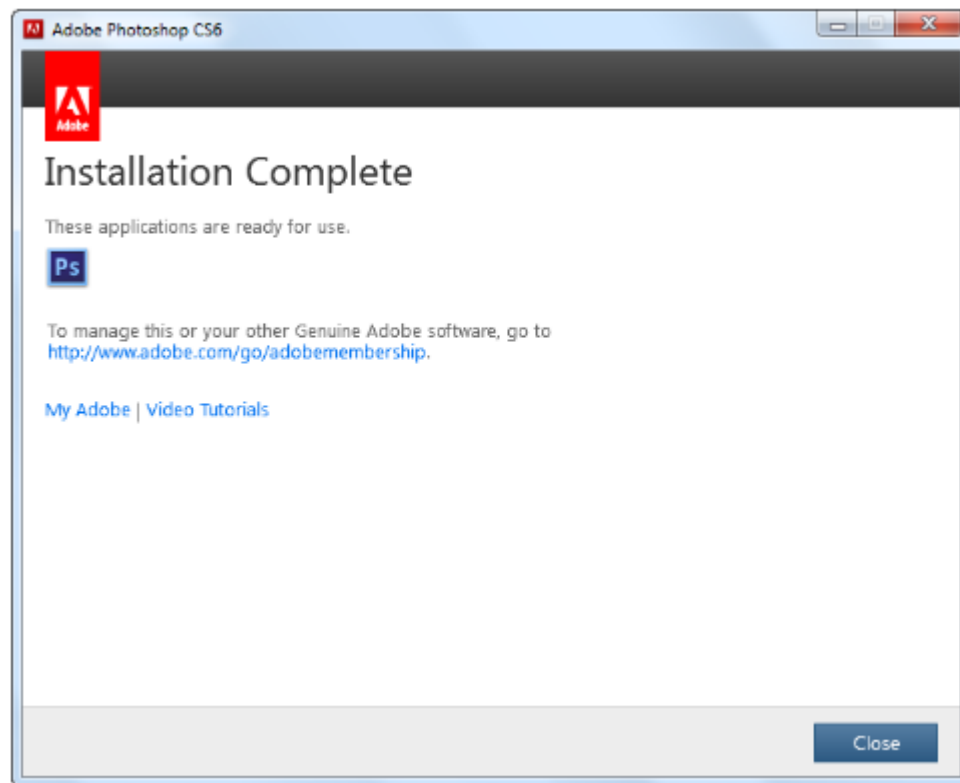 Adobe Photoshop CS6
Adobe
Installation Complete
These applications are ready for use.
Ps
To manage this or your other Genuine Adobe software, go to
http://www.adobe.com/go/adobemembership.
My Adobe | Video Tutorials
Close